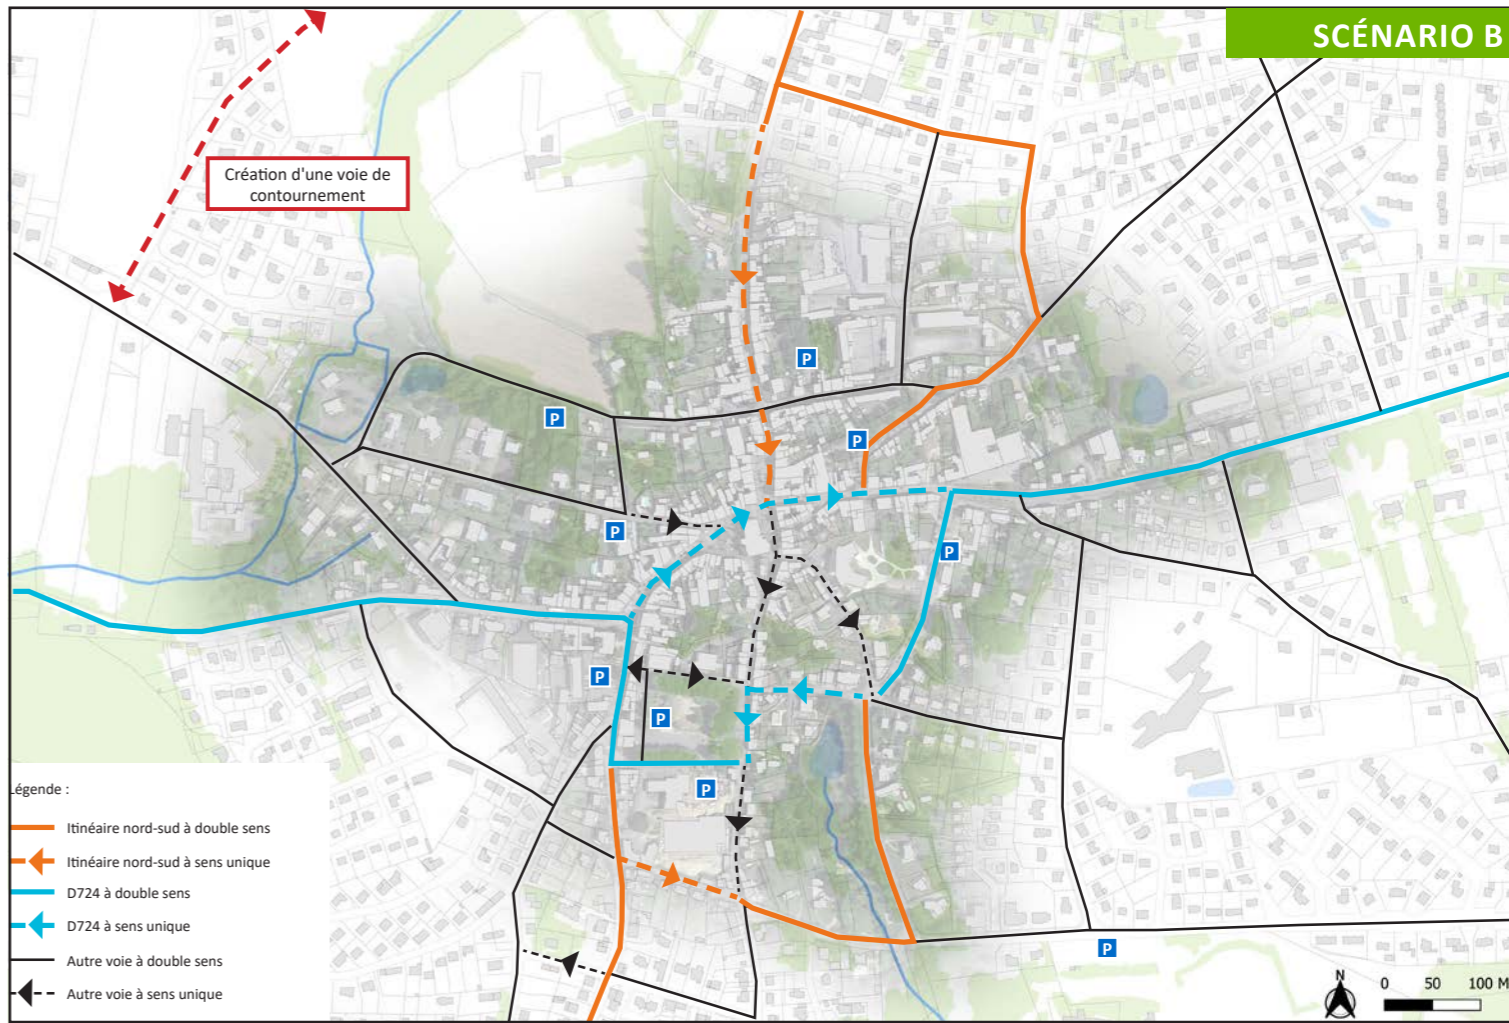 SCÉNARIO B
Création d'une voie de
contournement
P
P
P
P
P
P
P
P
P
P
Légende :
Itinéaire nord-sud à double sens
Itinéaire nord-sud à sens unique
D724 à double sens
D724 à sens unique
Autre voie à double sens
Autre voie à sens unique
N
0 50 100 M